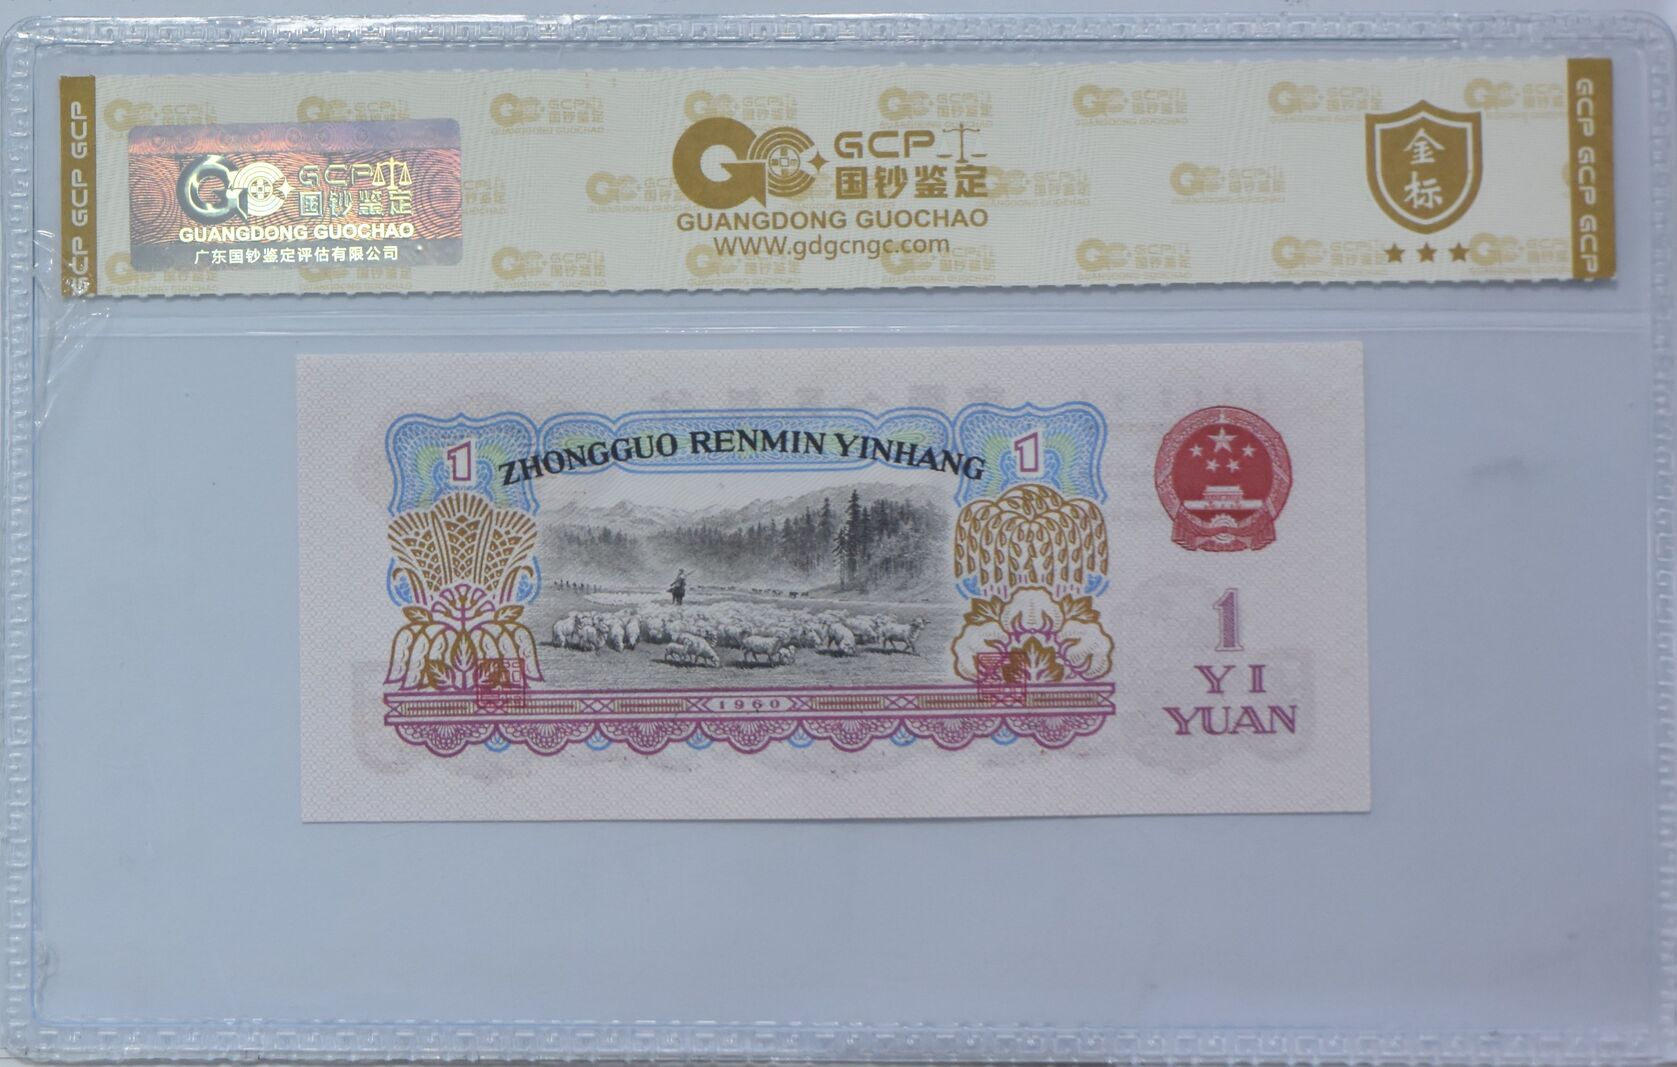 GCP GCP GCP
GCP
国钞鉴定
GUANGDONG GUOCHAO
广东国钞鉴定评估有限公司
GCP
国钞鉴定
GUANGDONG GUOCHAO
WWW.gdgcngc.com
金标
GCP GCP GCP
1
ZHONGGUO RENMIN YINHANG
1
1960
1
YI
YUAN